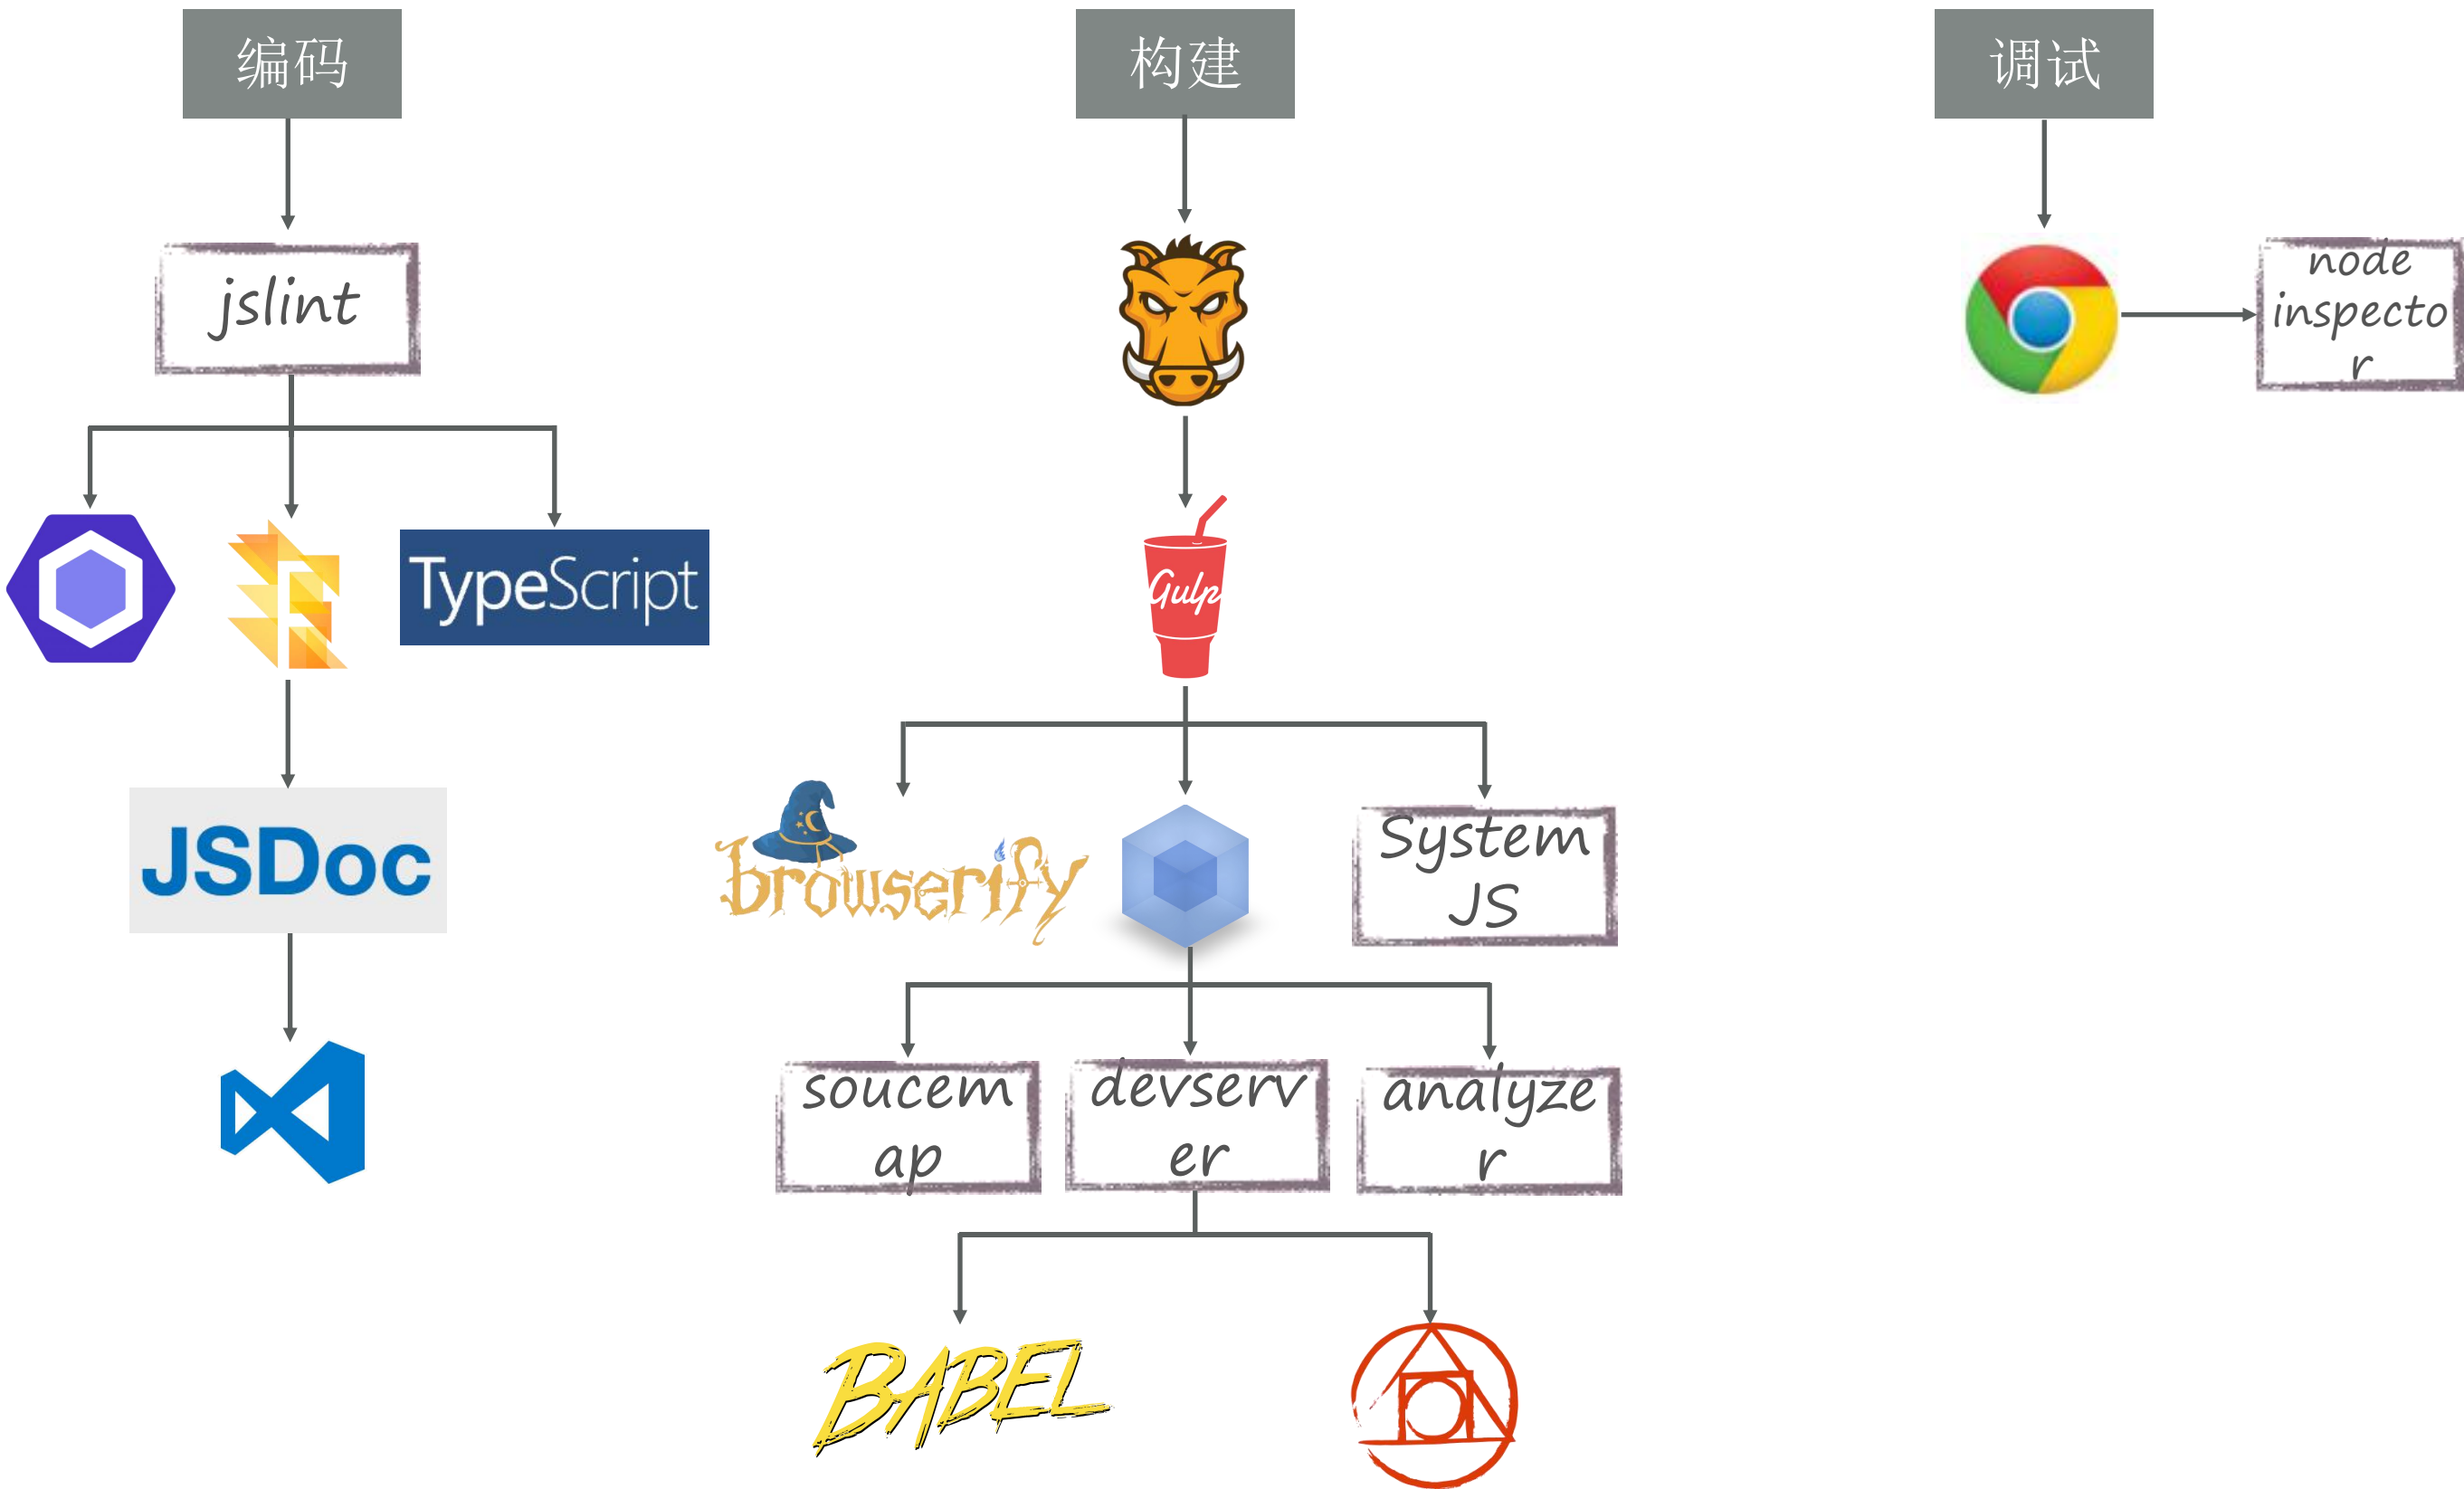 编码
构建
调试
jslint
node
inspecto
r
TypeScript
Gulp
JSDoc
browserify
System
JS
soucem
ap
devserv
er
analyze
r
BABEL